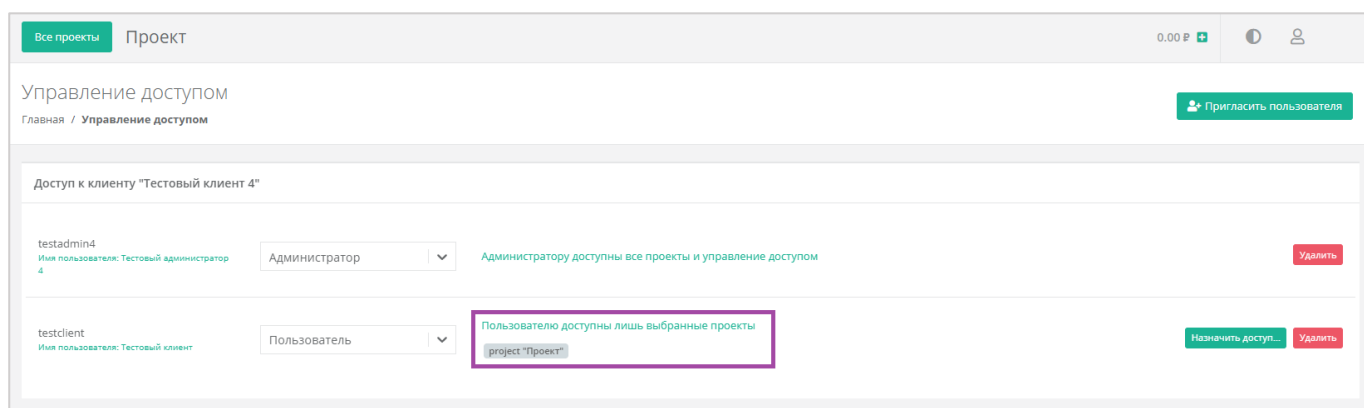 Все проекты Проект 0.00 ₽
Управление доступом
Главная / Управление доступом
Пригласить пользователя
Доступ к клиенту "Тестовый клиент 4"
testadmin4
Имя пользователя: Тестовый администратор
4
Администратор
Администратору доступны все проекты и управление доступом
Удалить
testclient
Имя пользователя: Тестовый клиент
Пользователь
Пользователю доступны лишь выбранные проекты
project "Проект"
Назначить доступ...
Удалить